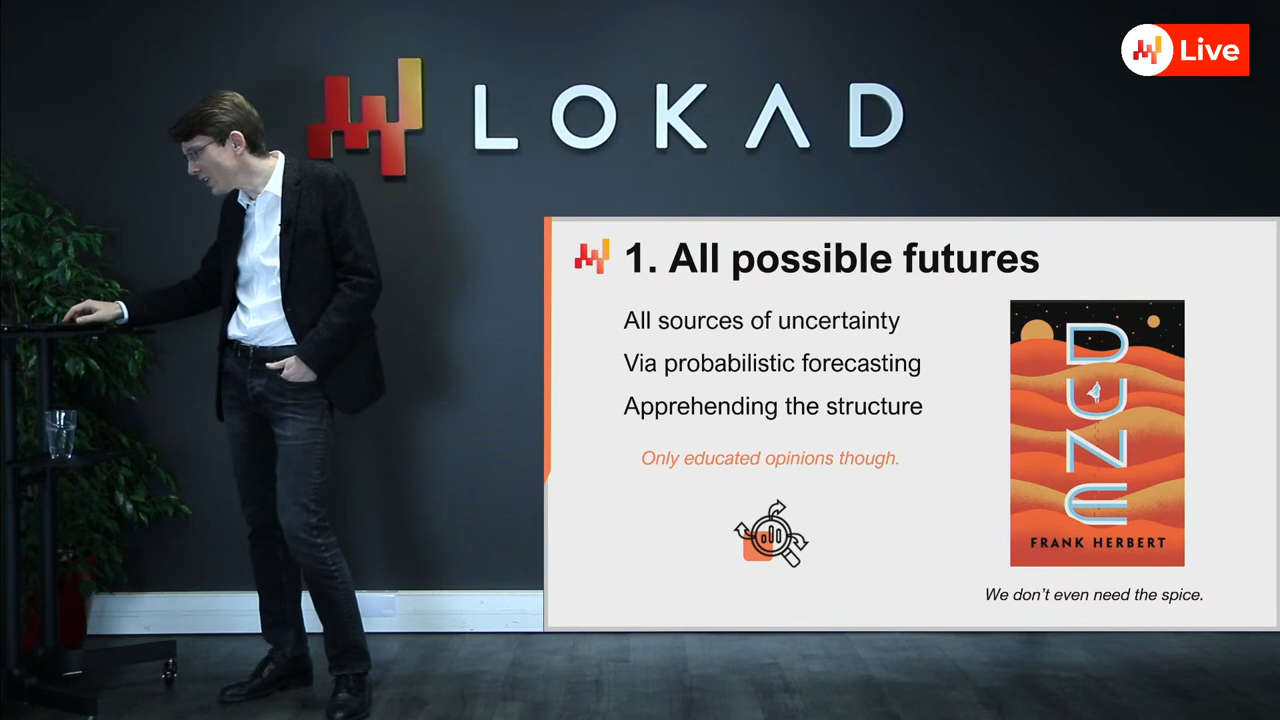 Live
LOKAD
1. All possible futures
All sources of uncertainty
Via probabilistic forecasting
Apprehending the structure
Only educated opinions though.
DUNE
FRANK HERBERT
We don't even need the spice.